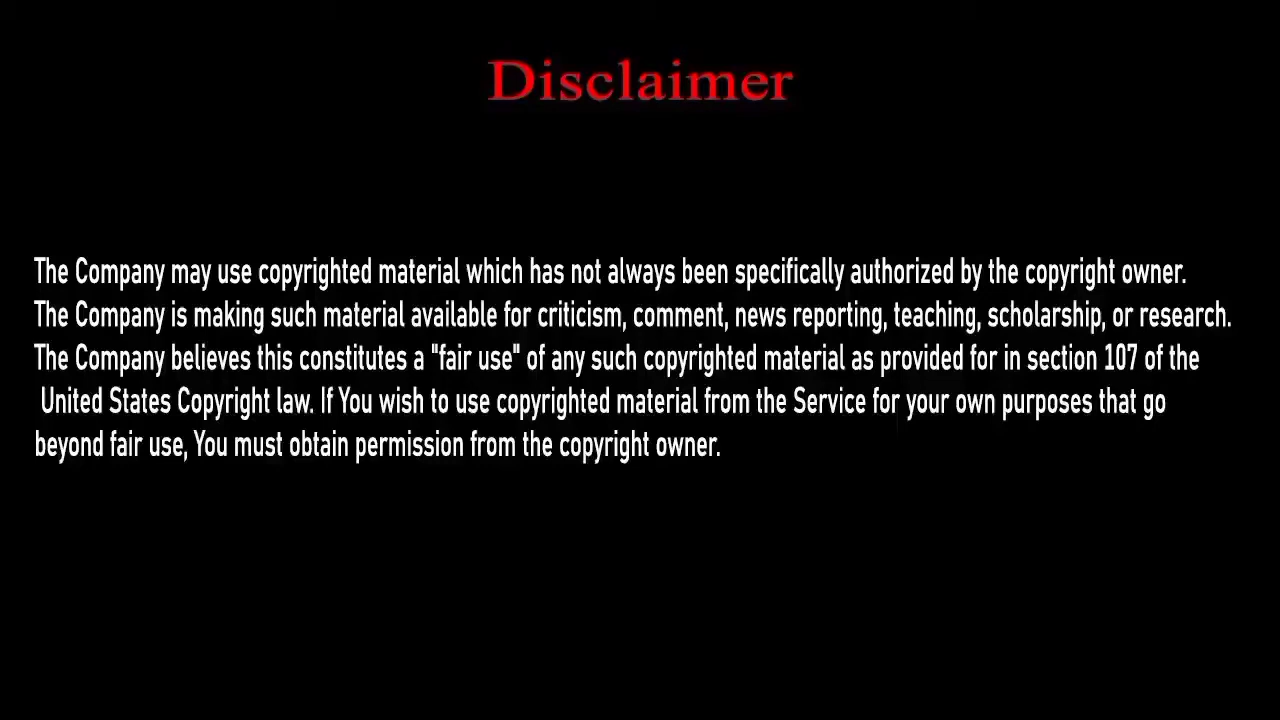 Disclaimer
The Company may use copyrighted material which has not always been specifically authorized by the copyright owner.
The Company is making such material available for criticism, comment, news reporting, teaching, scholarship, or research.
The Company believes this constitutes a "fair use" of any such copyrighted material as provided for in section 107 of the
United States Copyright law. If You wish to use copyrighted material from the Service for your own purposes that go
beyond fair use, You must obtain permission from the copyright owner.